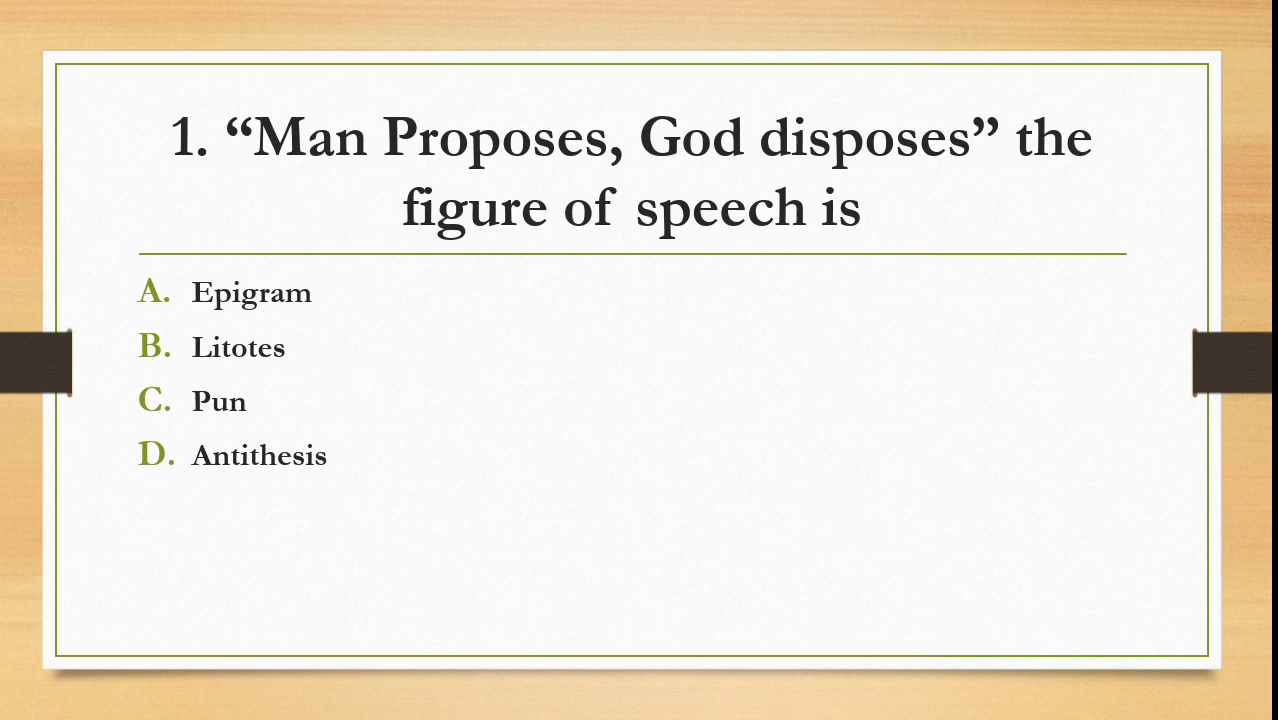 1. “Man Proposes, God disposes” the
figure of speech is
A. Epigram
B. Litotes
C. Pun
D. Antithesis